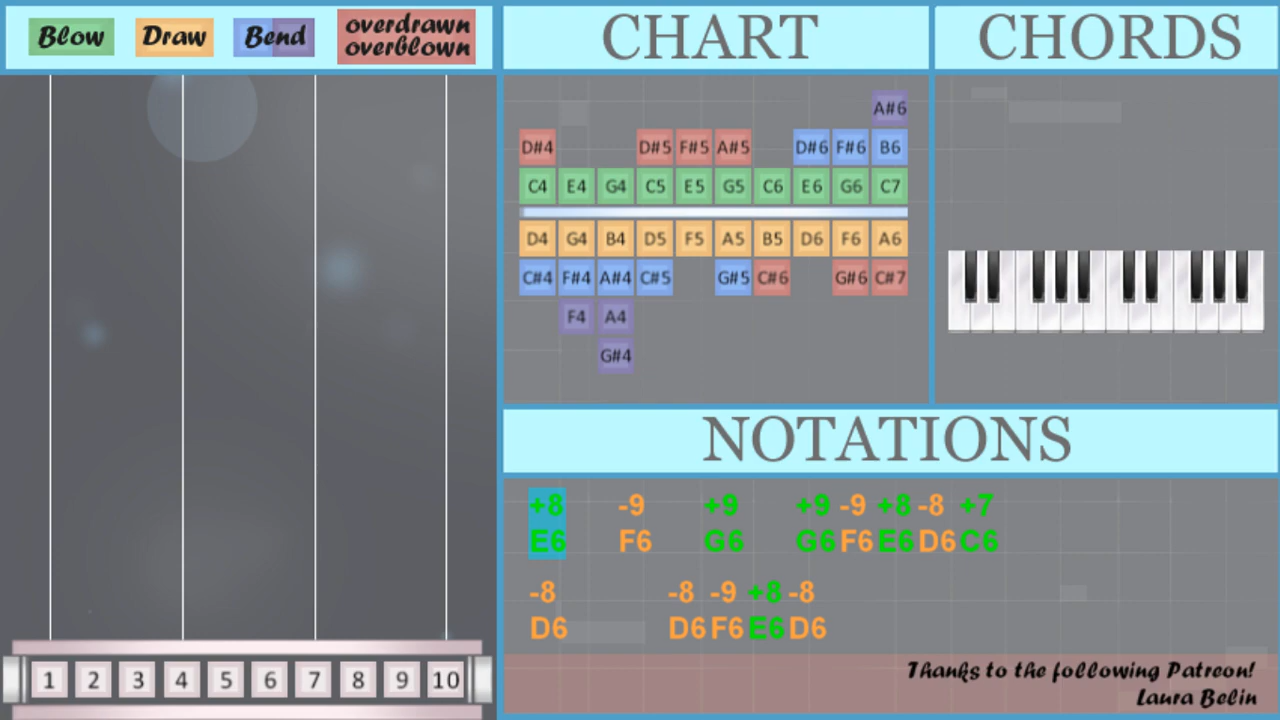 Blow Draw Bend overdrawn
overblown
CHART
CHORDS
A#6
D#4 D#5 F#5 A#5 D#6 F#6 B6
C4 E4 G4 C5 E5 G5 C6 E6 G6 C7
D4 G4 B4 D5 F5 A5 B5 D6 F6 A6
C#4 F#4 A#4 C#5 G#5 C#6 G#6 C#7
F4 A4
G#4
NOTATIONS
+8 -9 +9 +9 -9 +8 -8 +7
E6 F6 G6 G6 F6 E6 D6 C6
-8 -8 -9 +8 -8
D6 D6 F6 E6 D6
Thanks to the following Patreon!
Laura Belin
1 2 3 4 5 6 7 8 9 10